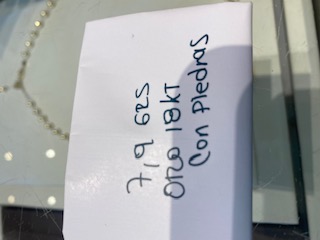 7,9 GRS
ORO 18KT
Con Piedras